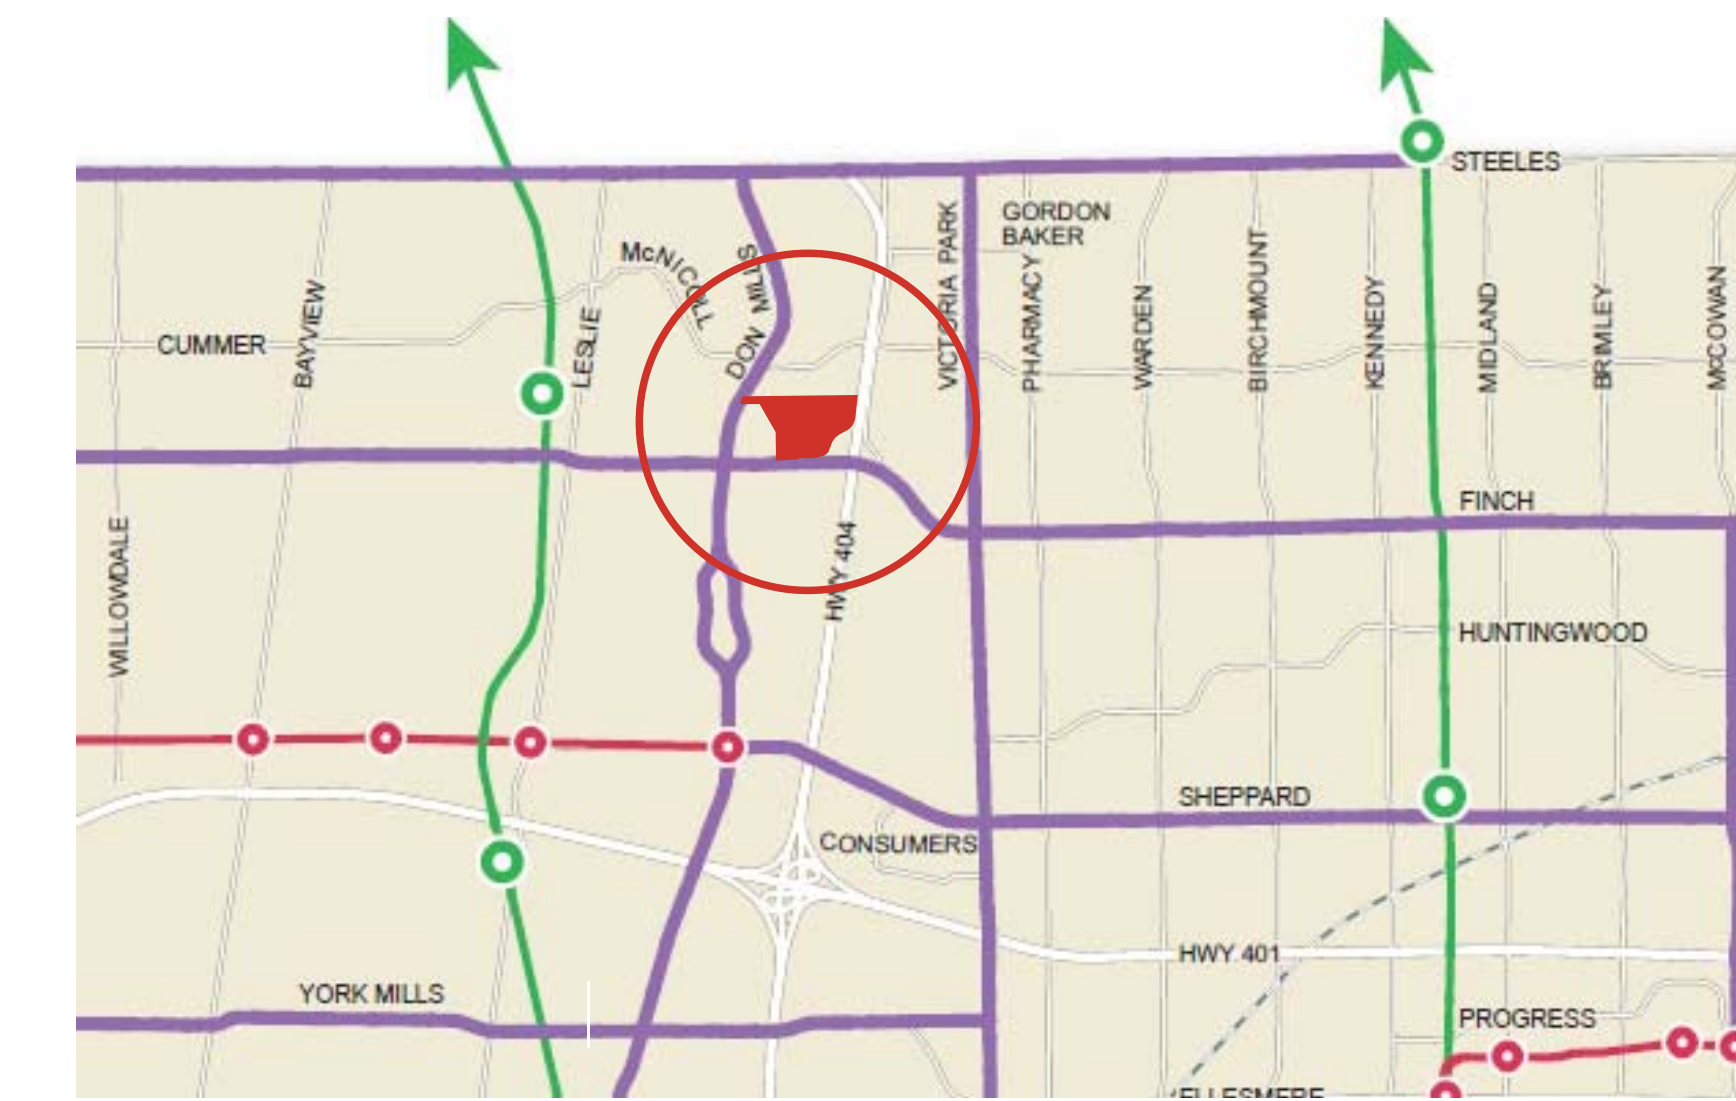 STEELES
GORDON
BAKER
McNICOLL
DON MILLS
VICTORIA PARK
PHARMACY
WARDEN
BIRCHMOUNT
KENNEDY
MIDLAND
BRIMLEY
MCCOWAN
CUMMER
BAYVIEW
LESLIE
FINCH
WILLOWDALE
HWY 404
HUNTINGWOOD
SHEPPARD
CONSUMERS
HWY 401
YORK MILLS
PROGRESS
ELLESMERE